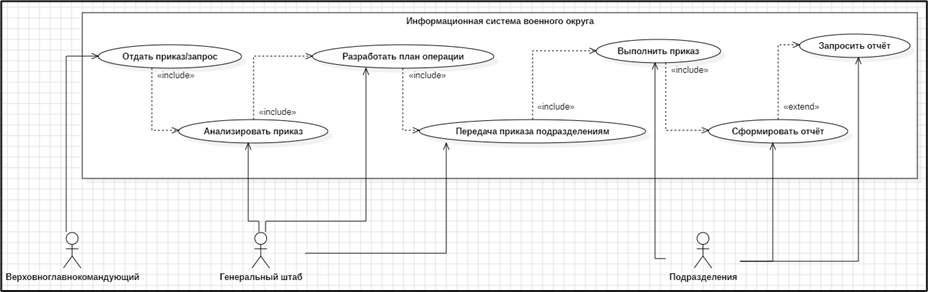 Информационная система военного округа
Отдать приказ/запрос
Разработать план операции
Выполнить приказ
Запросить отчёт
«include»
«include»
«include»
«include»
«include»
«extend»
Анализировать приказ
Передача приказа подразделениям
Сформировать отчёт
Верховноглавнокомандующий
Генеральный штаб
Подразделения